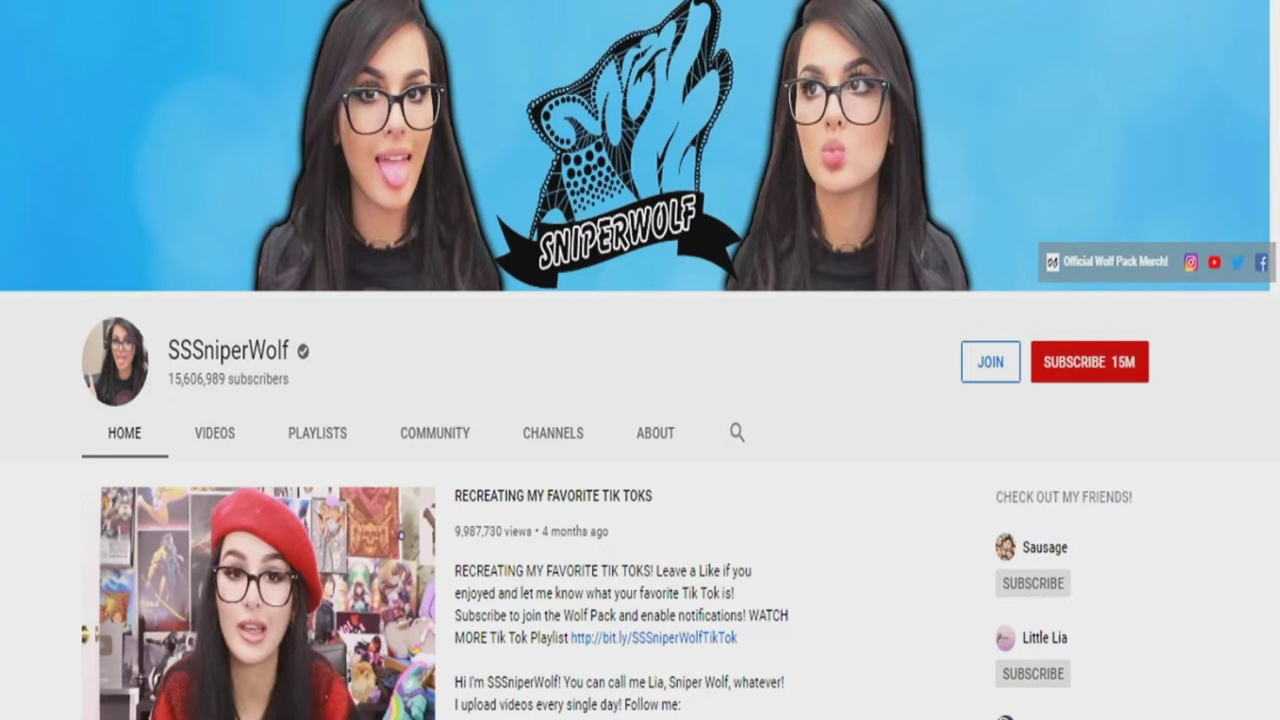 SNIPERWOLF
Official Wolf Pack Merch!
SSSniperWolf
15,606,989 subscribers
JOIN
SUBSCRIBE 15M
HOME VIDEOS PLAYLISTS COMMUNITY CHANNELS ABOUT
RECREATING MY FAVORITE TIK TOKS
9,987,730 views • 4 months ago
RECREATING MY FAVORITE TIK TOKS! Leave a Like if you
enjoyed and let me know what your favorite Tik Tok is!
Subscribe to join the Wolf Pack and enable notifications! WATCH
MORE Tik Tok Playlist http://bit.ly/SSSniperWolfTikTok
Hi I'm SSSniperWolf! You can call me Lia, Sniper Wolf, whatever!
I upload videos every single day! Follow me:
CHECK OUT MY FRIENDS!
Sausage
SUBSCRIBE
Little Lia
SUBSCRIBE